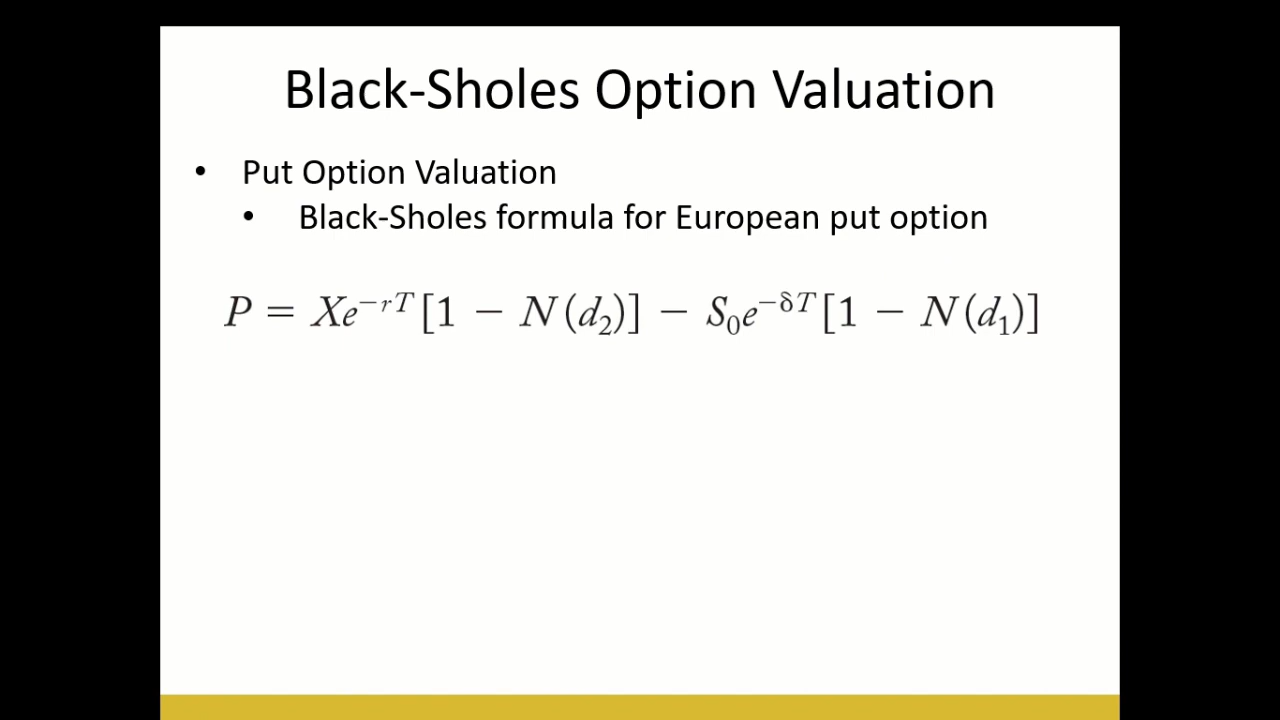 Black-Sholes Option Valuation
• Put Option Valuation
• Black-Sholes formula for European put option
P = Xe^{−rT}[1 − N(d_2)] − S_0e^{−δT}[1 − N(d_1)]